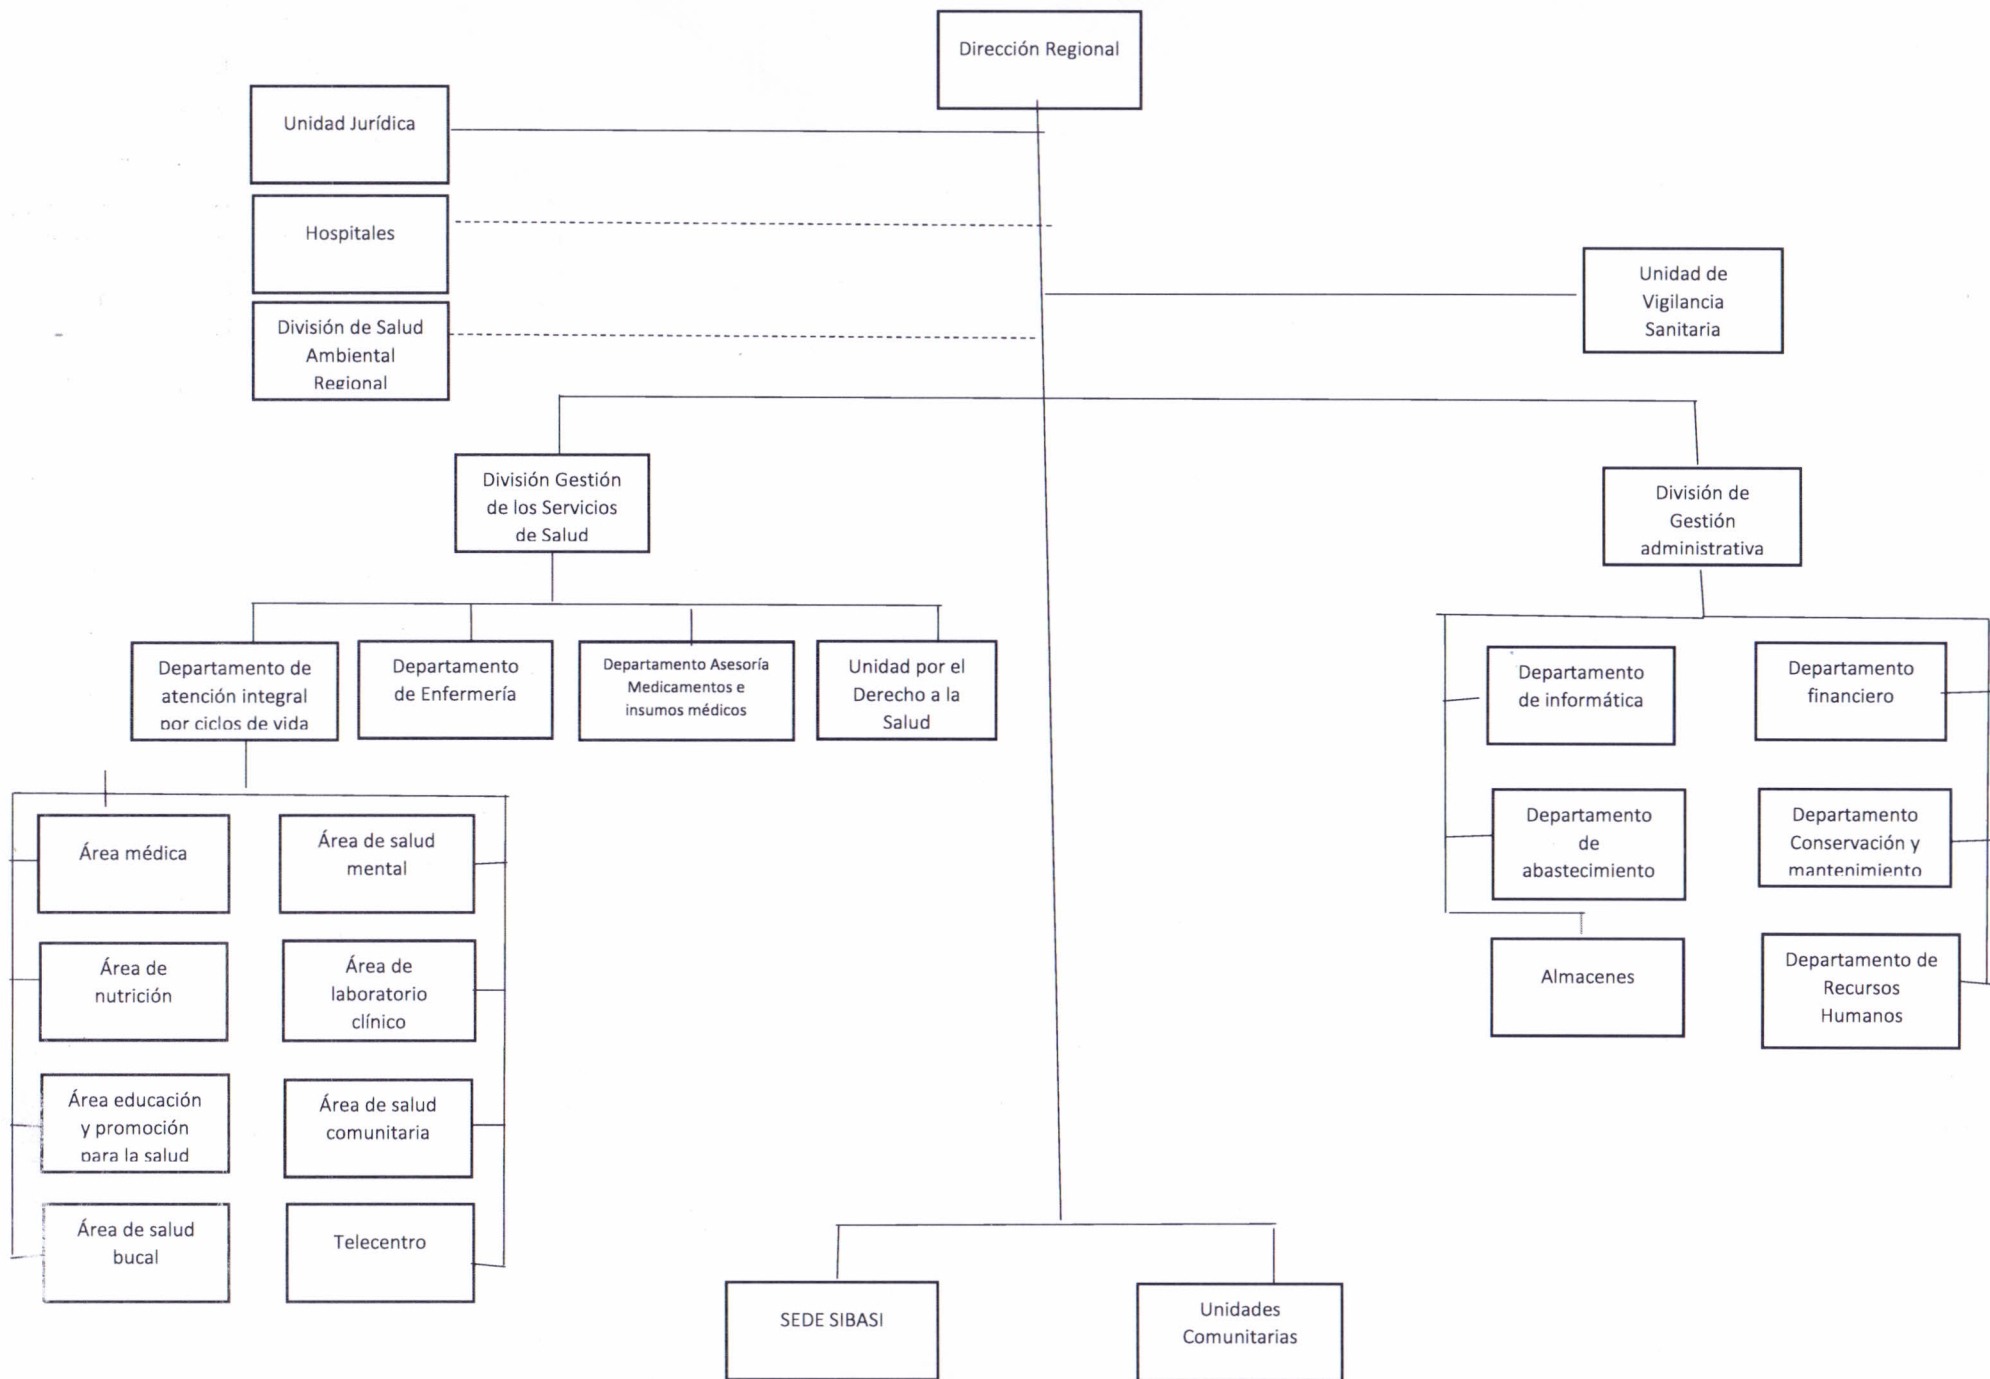 Dirección Regional
Unidad Jurídica
Hospitales
División de Salud
Ambiental
Regional
Unidad de
Vigilancia
Sanitaria
División Gestión
de los Servicios
de Salud
División de
Gestión
administrativa
Departamento de
atención integral
por ciclos de vida
Departamento
de Enfermería
Departamento Asesoría
Medicamentos e
insumos médicos
Unidad por el
Derecho a la
Salud
Departamento
de informática
Departamento
financiero
Área médica
Área de salud
mental
Departamento
de
abastecimiento
Departamento
Conservación y
mantenimiento
Área de
nutrición
Área de
laboratorio
clínico
Almacenes
Departamento de
Recursos
Humanos
Área educación
y promoción
para la salud
Área de salud
comunitaria
Área de salud
bucal
Telecentro
SEDE SIBASI
Unidades
Comunitarias